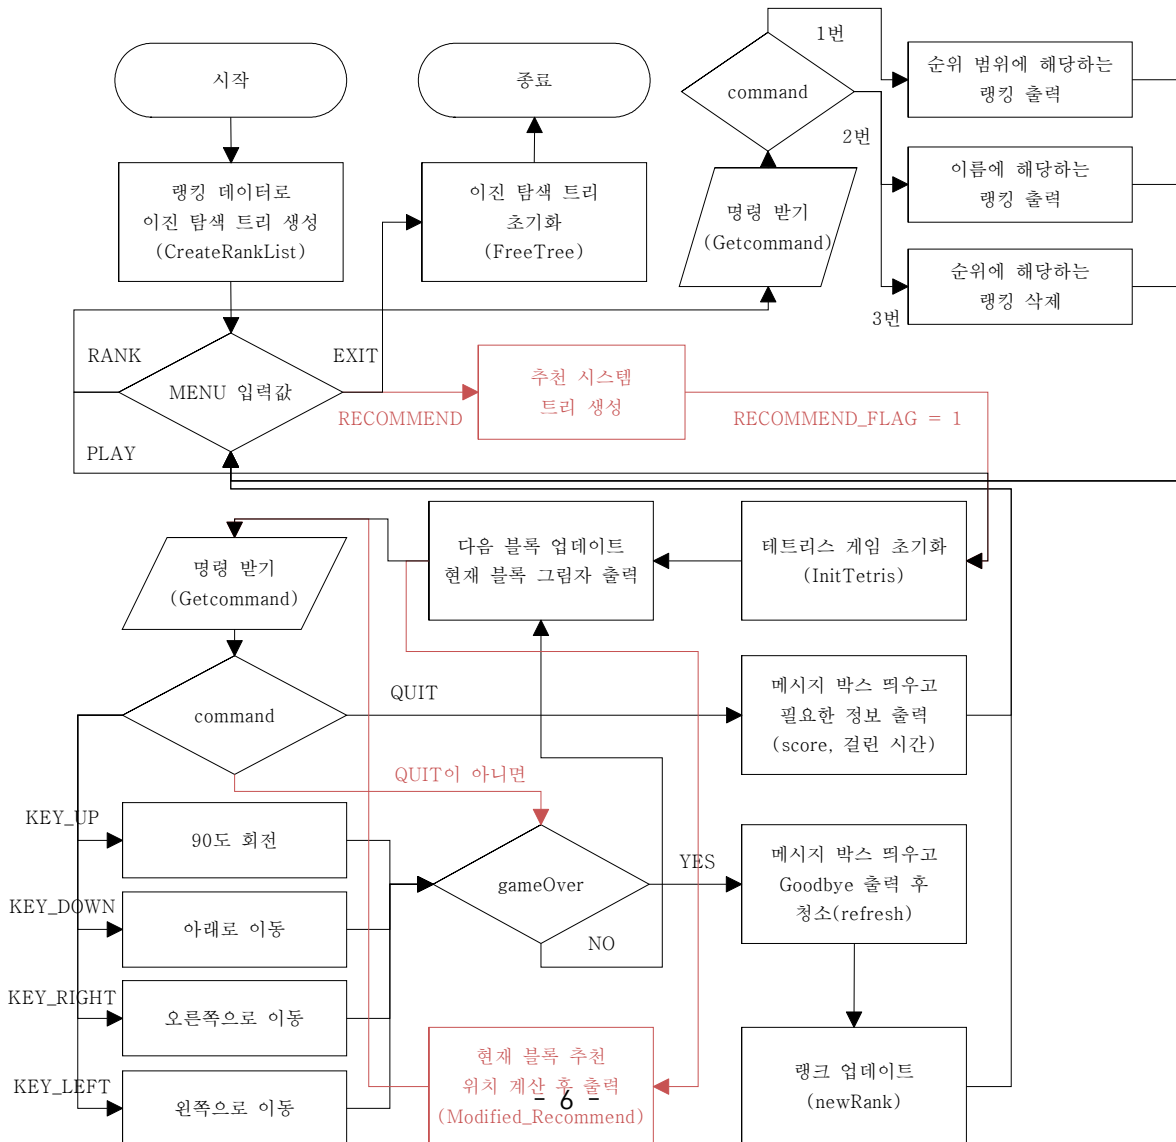 시작
종료
command
1번
2번
3번
순위 범위에 해당하는
랭킹 출력
이름에 해당하는
랭킹 출력
순위에 해당하는
랭킹 삭제
랭킹 데이터로
이진 탐색 트리 생성
(CreateRankList)
이진 탐색 트리
초기화
(FreeTree)
명령 받기
(Getcommand)
RANK
MENU 입력값
EXIT
PLAY
RECOMMEND
추천 시스템
트리 생성
RECOMMEND_FLAG = 1
명령 받기
(Getcommand)
다음 블록 업데이트
현재 블록 그림자 출력
테트리스 게임 초기화
(InitTetris)
command
QUIT
메시지 박스 띄우고
필요한 정보 출력
(score, 걸린 시간)
QUIT이 아니면
KEY_UP
90도 회전
KEY_DOWN
아래로 이동
KEY_RIGHT
오른쪽으로 이동
KEY_LEFT
왼쪽으로 이동
gameOver
YES
NO
메시지 박스 띄우고
Goodbye 출력 후
청소(refresh)
현재 블록 추천
위치 계산 후 출력
(Modified_Recommend)
랭크 업데이트
(newRank)
- 6 -